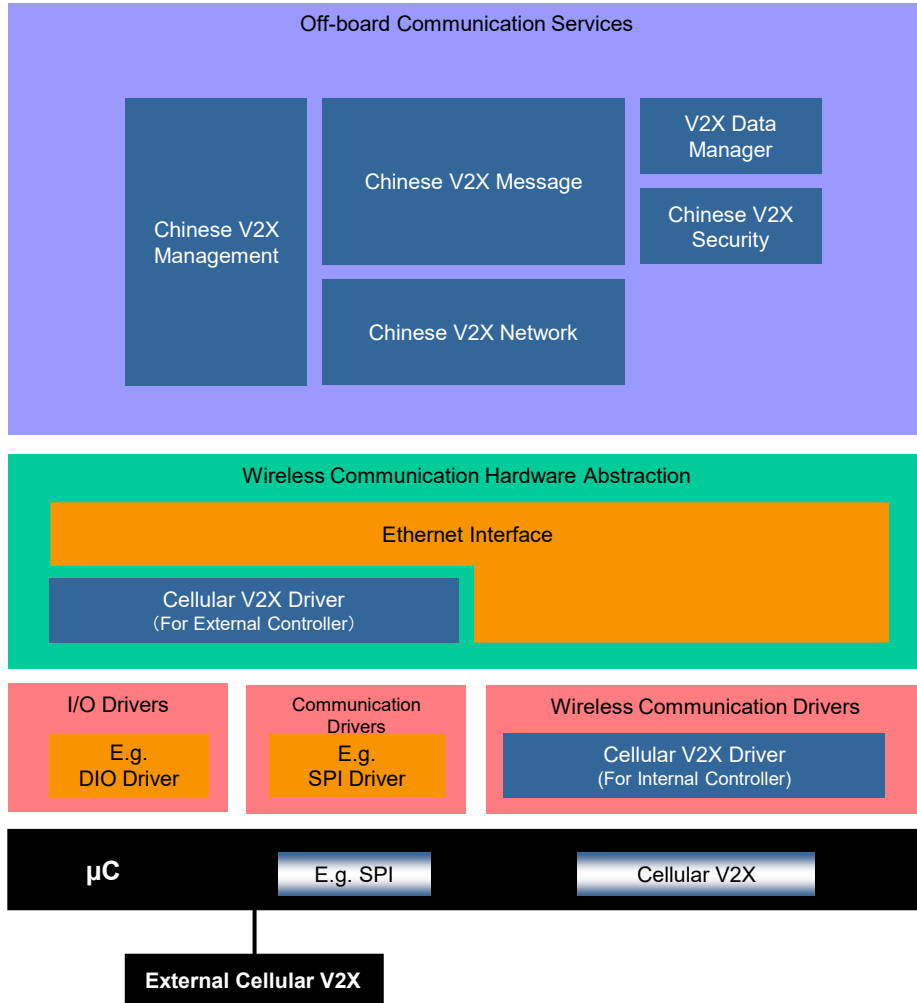 Off-board Communication Services
Chinese V2X
Management
Chinese V2X Message
Chinese V2X Network
V2X Data
Manager
Chinese V2X
Security
Wireless Communication Hardware Abstraction
Ethernet Interface
Cellular V2X Driver
（For External Controller）
I/O Drivers
E.g.
DIO Driver
Communication
Drivers
E.g.
SPI Driver
Wireless Communication Drivers
Cellular V2X Driver
(For Internal Controller)
µC
E.g. SPI
Cellular V2X
External Cellular V2X